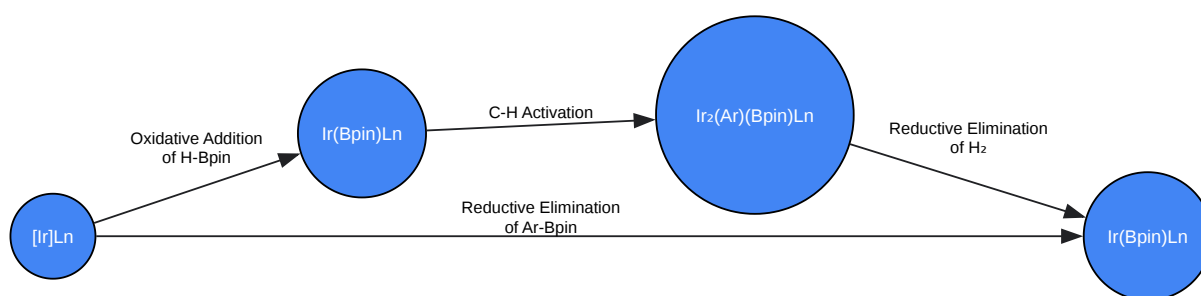 Oxidative Addition
of H-Bpin
Ir(Bpin)Ln
C-H Activation
Ir₂(Ar)(Bpin)Ln
Reductive Elimination
of H₂
[Ir]Ln
Reductive Elimination
of Ar-Bpin
Ir(Bpin)Ln